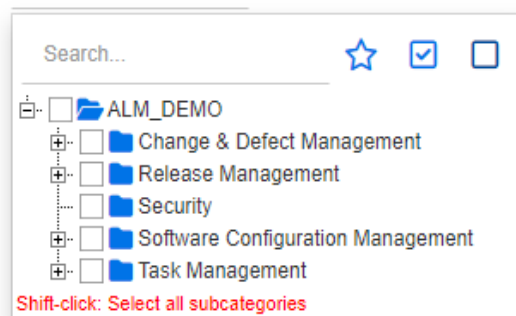 Search...
ALM_DEMO
Change & Defect Management
Release Management
Security
Software Configuration Management
Task Management
Shift-click: Select all subcategories